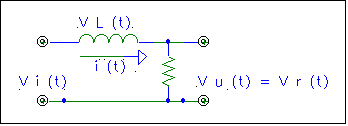 V L (t)
i (t)
V i (t)
V u (t) = V r (t)